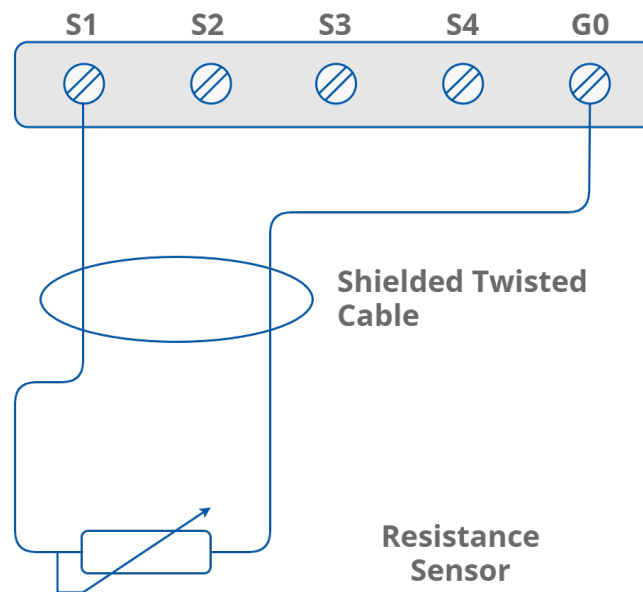 S1 S2 S3 S4 G0
Shielded Twisted
Cable
Resistance
Sensor